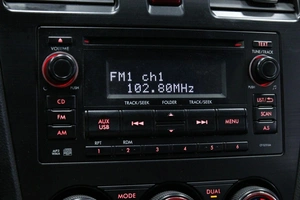 VOLUME
TEXT
TUNE/TRACK
FM1 ch1
102.80MHz
CD
FM
AM
TRACK/SEEK
FOLDER
TRACK/SEEK
LIST
SCAN
A.S
AUX
USB
MENU
RPT
RDM
1 2 3 4 5 6
MODE
DUAL